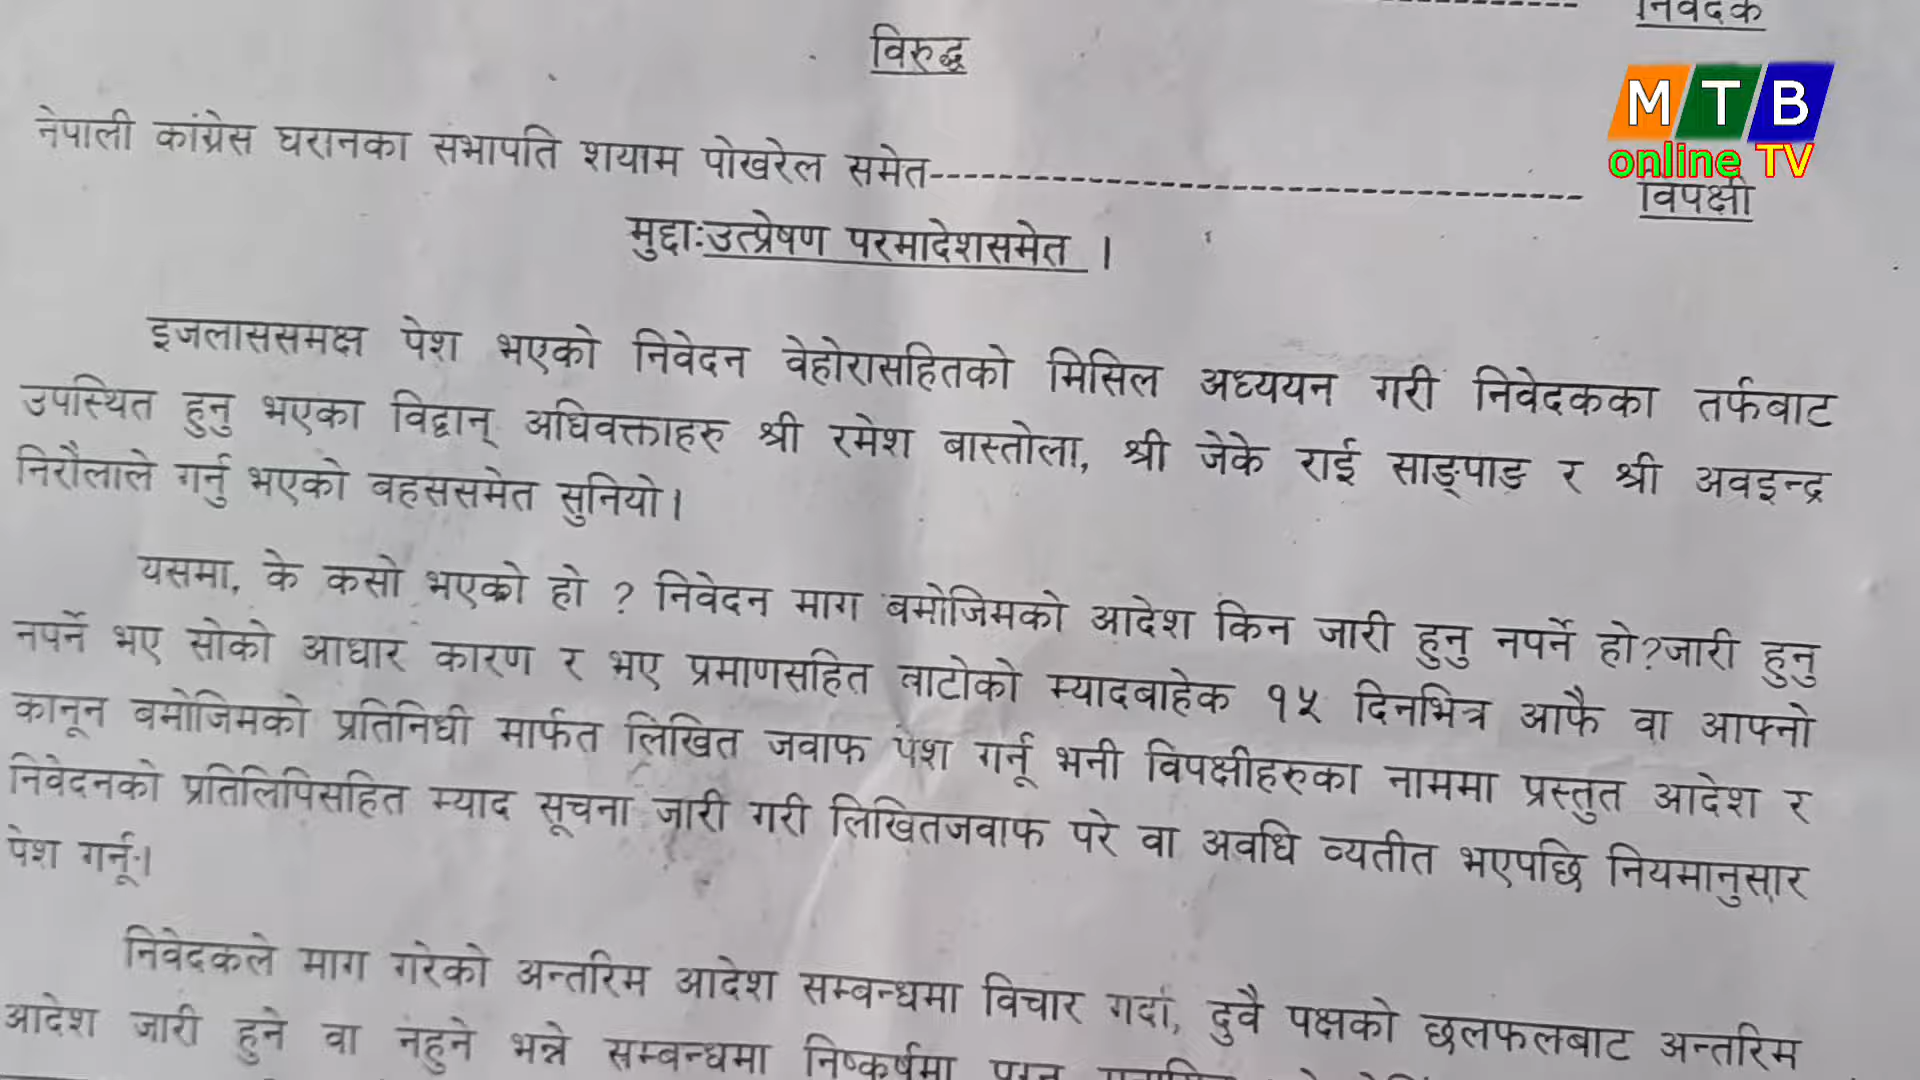 निवेदक
विरुद्ध
M T B
online TV
नेपाली कांग्रेस घरानका सभापति शयाम पोखरेल समेत-------------------------------------- विपक्षी
मुद्दाः उत्प्रेषण परमादेशसमेत ।
इजलाससमक्ष पेश भएको निवेदन वेहोरासहितको मिसिल अध्ययन गरी निवेदकका तर्फबाट
उपस्थित हुनु भएका विद्वान् अधिवक्ताहरु श्री रमेश बास्तोला, श्री जेके राई साङ्पाङ र श्री अवइन्द्र
निरौलाले गर्नु भएको बहससमेत सुनियो।
यसमा, के कसो भएको हो ? निवेदन माग बमोजिमको आदेश किन जारी हुनु नपर्ने हो?जारी हुनु
नपर्ने भए सोको आधार कारण र भए प्रमाणसहित बाटोको म्यादबाहेक १५ दिनभित्र आफै वा आफ्नो
कानून बमोजिमको प्रतिनिधी मार्फत लिखित जवाफ पेश गर्नू भनी विपक्षीहरुका नाममा प्रस्तुत आदेश र
निवेदनको प्रतिलिपिसहित म्याद सूचना जारी गरी लिखितजवाफ परे वा अवधि व्यतीत भएपछि नियमानुसार
पेश गर्नू।
निवेदकले माग गरेको अन्तरिम आदेश सम्बन्धमा विचार गर्दा, दुवै पक्षको छलफलबाट अन्तरिम
आदेश जारी हुने वा नहुने भन्ने सम्बन्धमा निष्कर्षमा